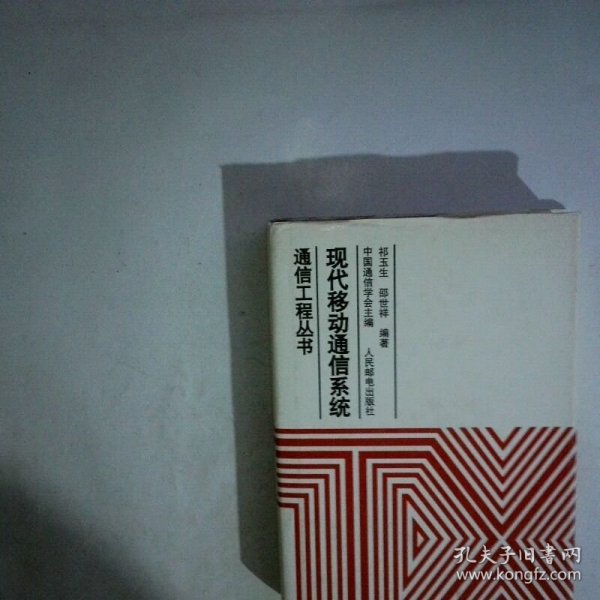 祁玉生 邵世祥 编著
中国通信学会主编 人民邮电出版社
现代移动通信系统
通信工程丛书
孔夫子旧书网
www.kongfz.com